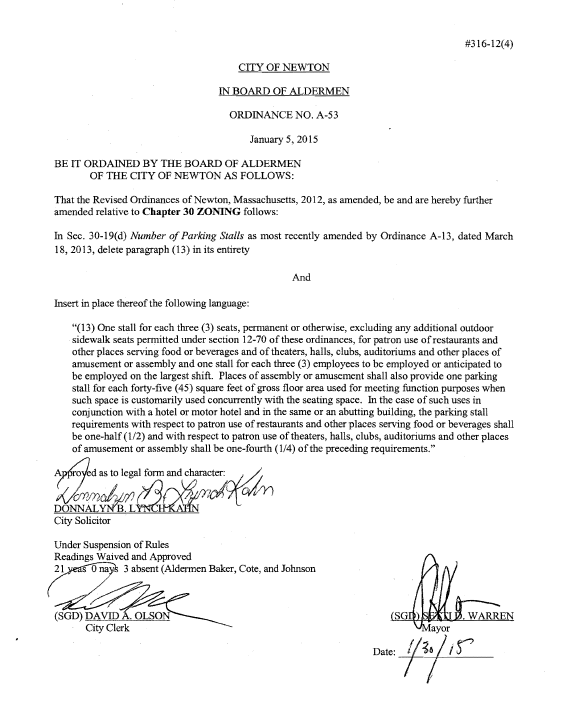 #316-12(4)
CITY OF NEWTON
IN BOARD OF ALDERMEN
ORDINANCE NO. A-53
January 5, 2015
BE IT ORDAINED BY THE BOARD OF ALDERMEN
OF THE CITY OF NEWTON AS FOLLOWS:
That the Revised Ordinances of Newton, Massachusetts, 2012, as amended, be and are hereby further
amended relative to Chapter 30 ZONING follows:
In Sec. 30-19(d) Number of Parking Stalls as most recently amended by Ordinance A-13, dated March
18, 2013, delete paragraph (13) in its entirety
And
Insert in place thereof the following language:
“(13) One stall for each three (3) seats, permanent or otherwise, excluding any additional outdoor
sidewalk seats permitted under section 12-70 of these ordinances, for patron use of restaurants and
other places serving food or beverages and of theaters, halls, clubs, auditoriums and other places of
amusement or assembly and one stall for each three (3) employees to be employed or anticipated to
be employed on the largest shift. Places of assembly or amusement shall also provide one parking
stall for each forty-five (45) square feet of gross floor area used for meeting function purposes when
such space is customarily used concurrently with the seating space. In the case of such uses in
conjunction with a hotel or motor hotel and in the same or an abutting building, the parking stall
requirements with respect to patron use of restaurants and other places serving food or beverages shall
be one-half (1/2) and with respect to patron use of theaters, halls, clubs, auditoriums and other places
of amusement or assembly shall be one-fourth (1/4) of the preceding requirements.”
Approved as to legal form and character:
Donnalyn B. Lynch Kahn
DONNALYN B. LYNCH KAHN
City Solicitor
Under Suspension of Rules
Readings Waived and Approved
21 yeas 0 nays 3 absent (Aldermen Baker, Cote, and Johnson
(SGD) DAVID A. OLSON
City Clerk
(SGD) SETTI D. WARREN
Mayor
Date: 1/30/15